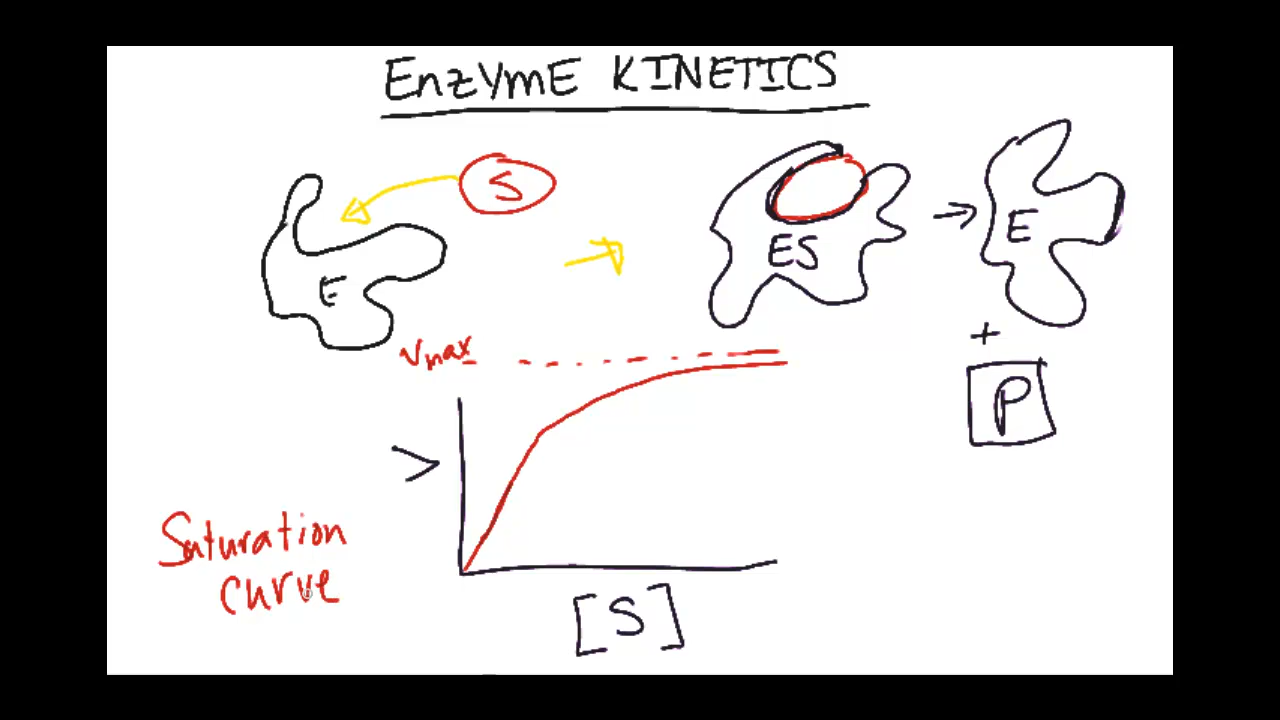 EnzymE KINETICS
S
E
ES
E
+
P
Vmax
V
Saturation
curve
[S]